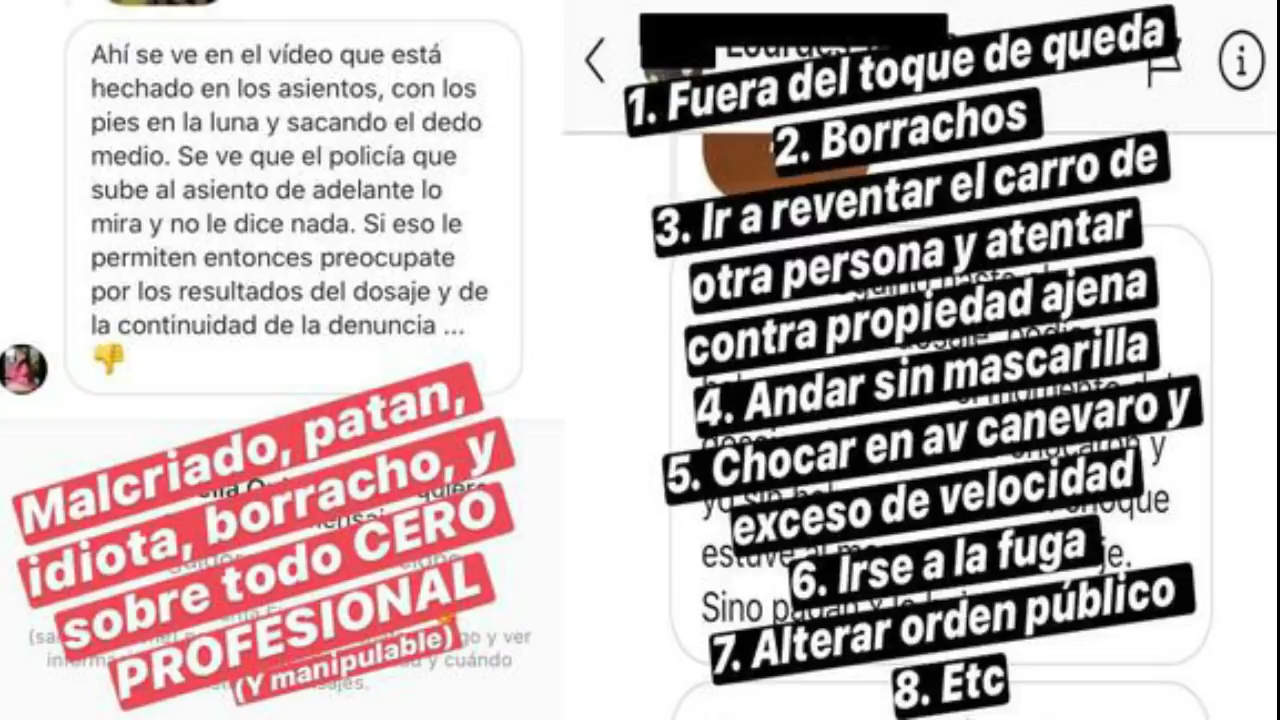 Ahí se ve en el vídeo que está
hechado en los asientos, con los
pies en la luna y sacando el dedo
medio. Se ve que el policía que
sube al asiento de adelante lo
mira y no le dice nada. Si eso le
permiten entonces preocupate
por los resultados del dosaje y de
la continuidad de la denuncia ...
Malcriado, patan,
idiota, borracho, y
sobre todo CERO
PROFESIONAL
(Y manipulable)
go y ver
y cuándo
1. Fuera del toque de queda
2. Borrachos
3. Ir a reventar el carro de
otra persona y atentar
contra propiedad ajena
4. Andar sin mascarilla
5. Chocar en av canevaro y
exceso de velocidad
6. Irse a la fuga
7. Alterar orden público
8. Etc
y
Sino